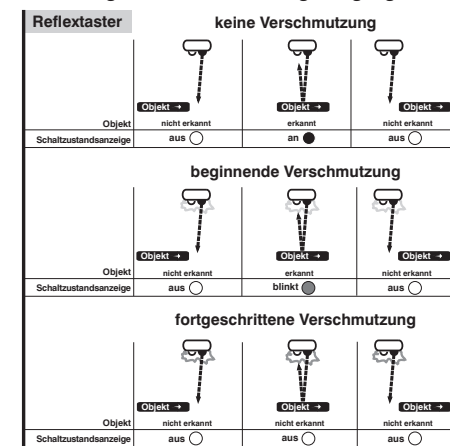 Reflextaster
keine Verschmutzung
Objekt → Objekt → Objekt →
Objekt nicht erkannt erkannt nicht erkannt
Schaltzustandsanzeige aus an aus
beginnende Verschmutzung
Objekt → Objekt → Objekt →
Objekt nicht erkannt erkannt nicht erkannt
Schaltzustandsanzeige aus blinkt aus
fortgeschrittene Verschmutzung
Objekt → Objekt → Objekt →
Objekt nicht erkannt nicht erkannt nicht erkannt
Schaltzustandsanzeige aus aus aus